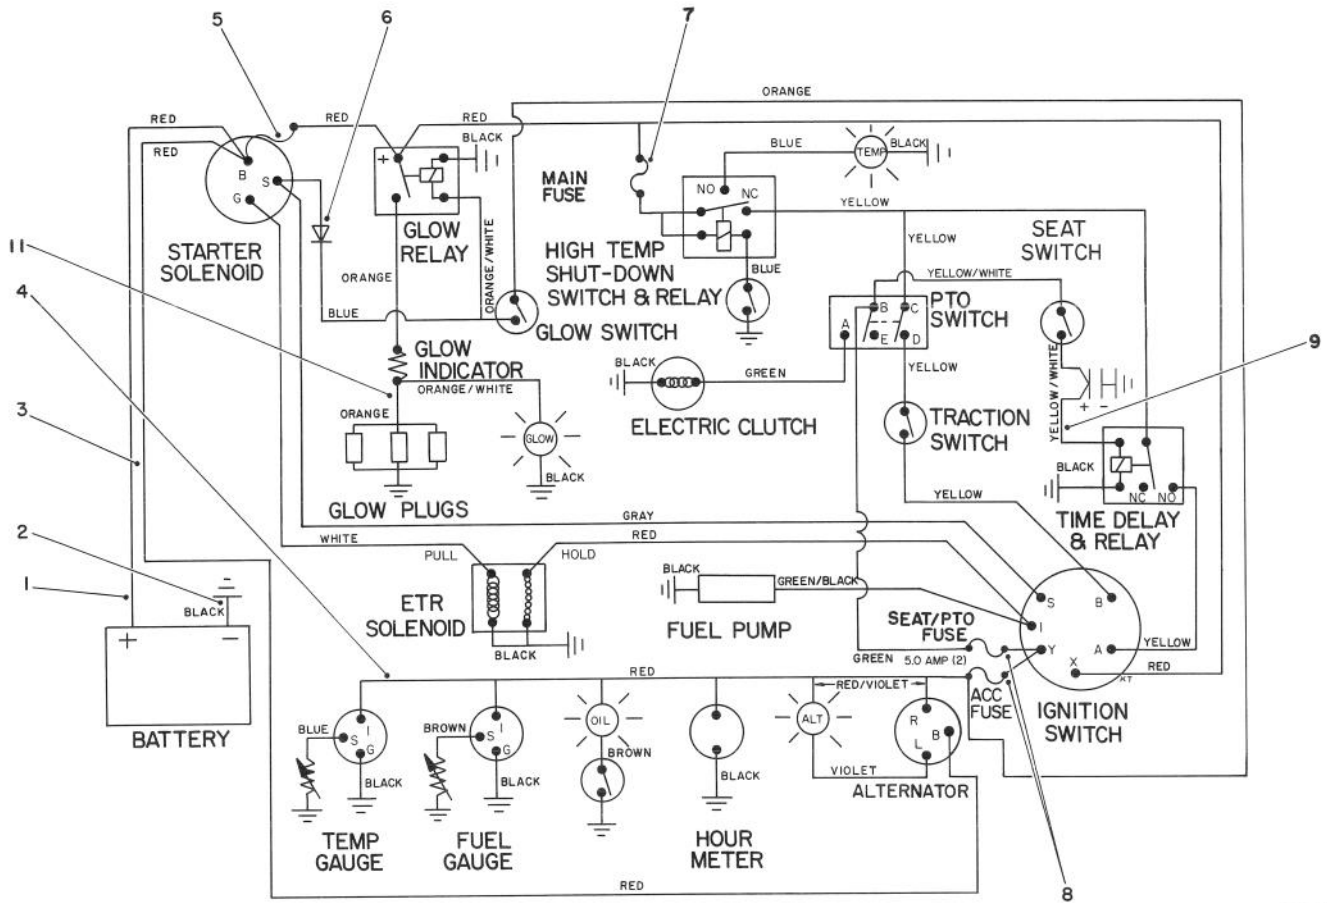 5
6
7
ORANGE
RED
RED
RED
RED
BLACK
BLUE
TEMP
BLACK
B
S
G
+
MAIN
FUSE
NO
NC
YELLOW
STARTER
SOLENOID
GLOW
RELAY
ORANGE/WHITE
HIGH TEMP
SHUT-DOWN
SWITCH & RELAY
BLUE
YELLOW
SEAT
SWITCH
YELLOW/WHITE
11
4
ORANGE
BLUE
GLOW SWITCH
A
B
C
E
D
PTO
SWITCH
GLOW
INDICATOR
ORANGE/WHITE
BLACK
GREEN
YELLOW
YELLOW/WHITE
+ -
9
3
ORANGE
GLOW
BLACK
ELECTRIC CLUTCH
TRACTION
SWITCH
BLACK
NC
NO
GLOW PLUGS
YELLOW
TIME DELAY
& RELAY
2
GRAY
WHITE
RED
PULL
HOLD
1
-
BLACK
+
-
BATTERY
ETR
SOLENOID
BLACK
BLACK
GREEN/BLACK
FUEL PUMP
SEAT/PTO
FUSE
GREEN
5.0 AMP (2)
S
B
I
Y
A
X
KT
YELLOW
RED
RED
RED/VIOLET
ACC
FUSE
IGNITION
SWITCH
BLUE
S
I
G
BLACK
BROWN
S
I
G
BLACK
OIL
BROWN
BLACK
ALT
VIOLET
R
B
L
ALTERNATOR
TEMP
GAUGE
FUEL
GAUGE
HOUR
METER
RED
8